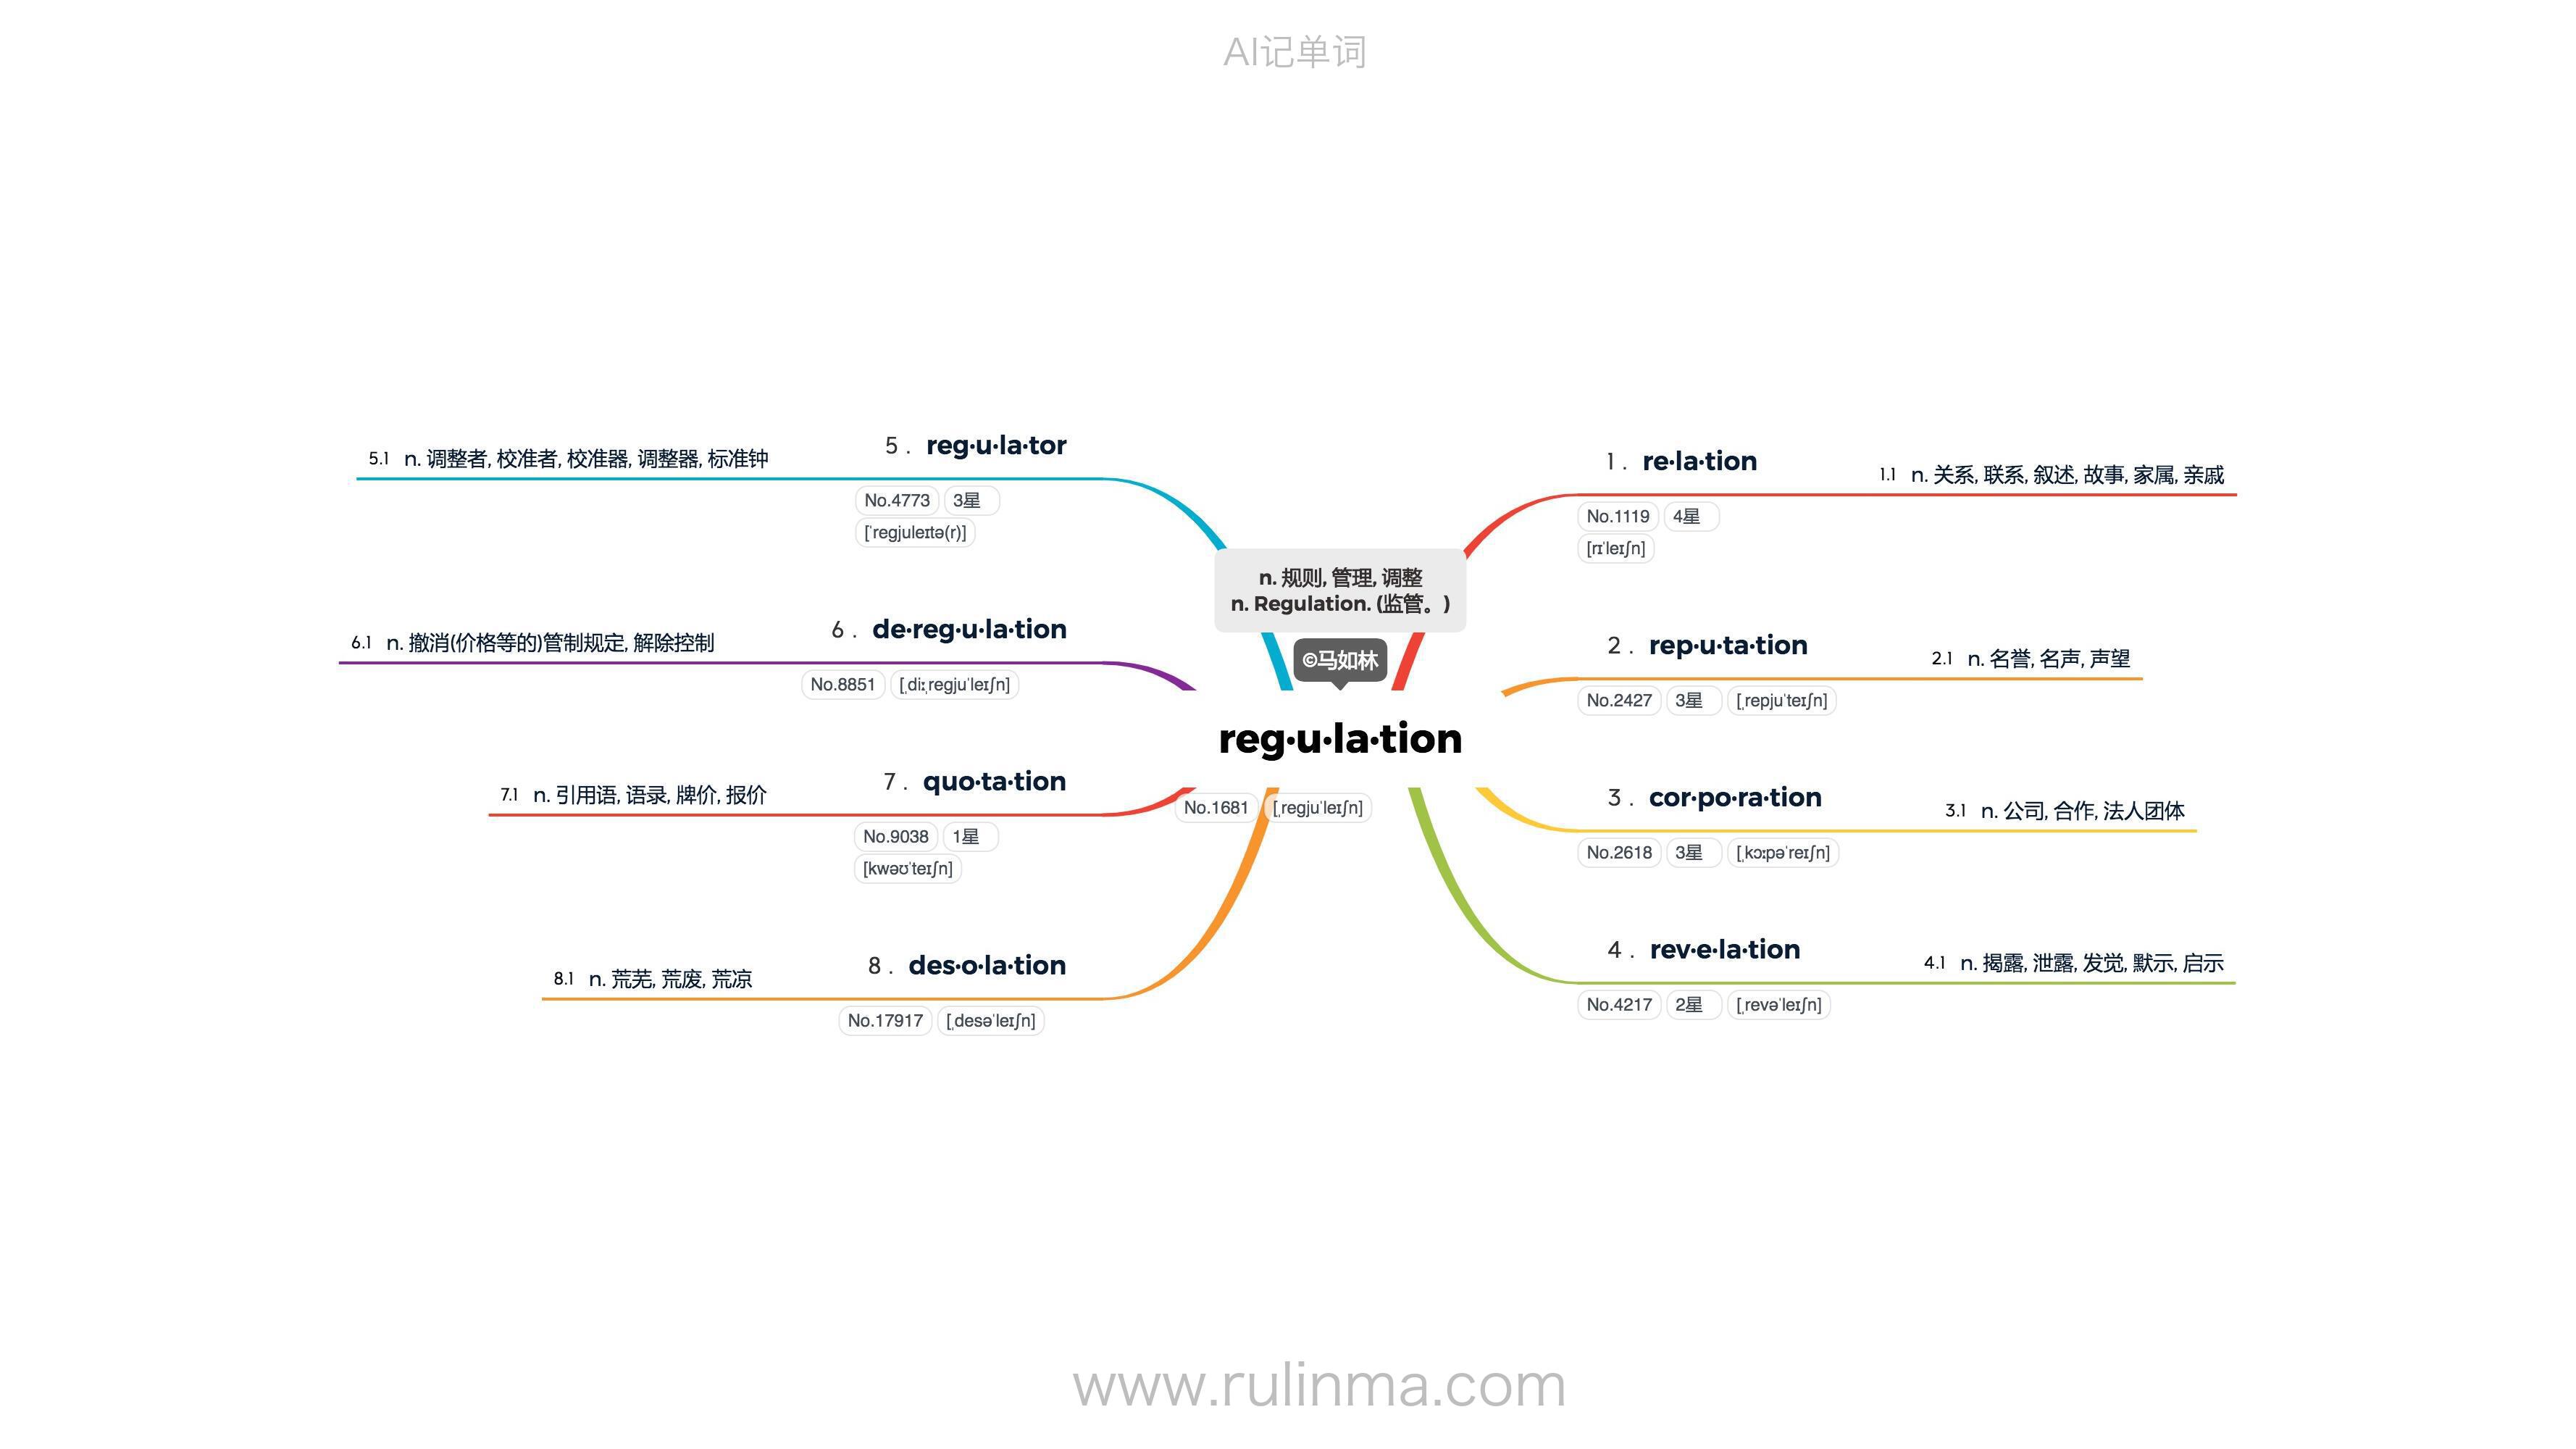 AI记单词
n. 规则, 管理, 调整
n. Regulation. (监管。)
©马如林
reg·u·la·tion
No.1681 [ˌregjuˈleɪʃn]
1 . re·la·tion
No.1119 4星
[rɪˈleɪʃn]
1.1 n. 关系, 联系, 叙述, 故事, 家属, 亲戚
2 . rep·u·ta·tion
No.2427 3星 [ˌrepjuˈteɪʃn]
2.1 n. 名誉, 名声, 声望
3 . cor·po·ra·tion
No.2618 3星 [ˌkɔːpəˈreɪʃn]
3.1 n. 公司, 合作, 法人团体
4 . rev·e·la·tion
No.4217 2星 [ˌrevəˈleɪʃn]
4.1 n. 揭露, 泄露, 发觉, 默示, 启示
5 . reg·u·la·tor
No.4773 3星
[ˈregjuleɪtə(r)]
5.1 n. 调整者, 校准者, 校准器, 调整器, 标准钟
6 . de·reg·u·la·tion
No.8851 [ˌdiːˌregjuˈleɪʃn]
6.1 n. 撤消(价格等的)管制规定, 解除控制
7 . quo·ta·tion
No.9038 1星
[kwəʊˈteɪʃn]
7.1 n. 引用语, 语录, 牌价, 报价
8 . des·o·la·tion
No.17917 [ˌdesəˈleɪʃn]
8.1 n. 荒芜, 荒废, 荒凉
www.rulinma.com